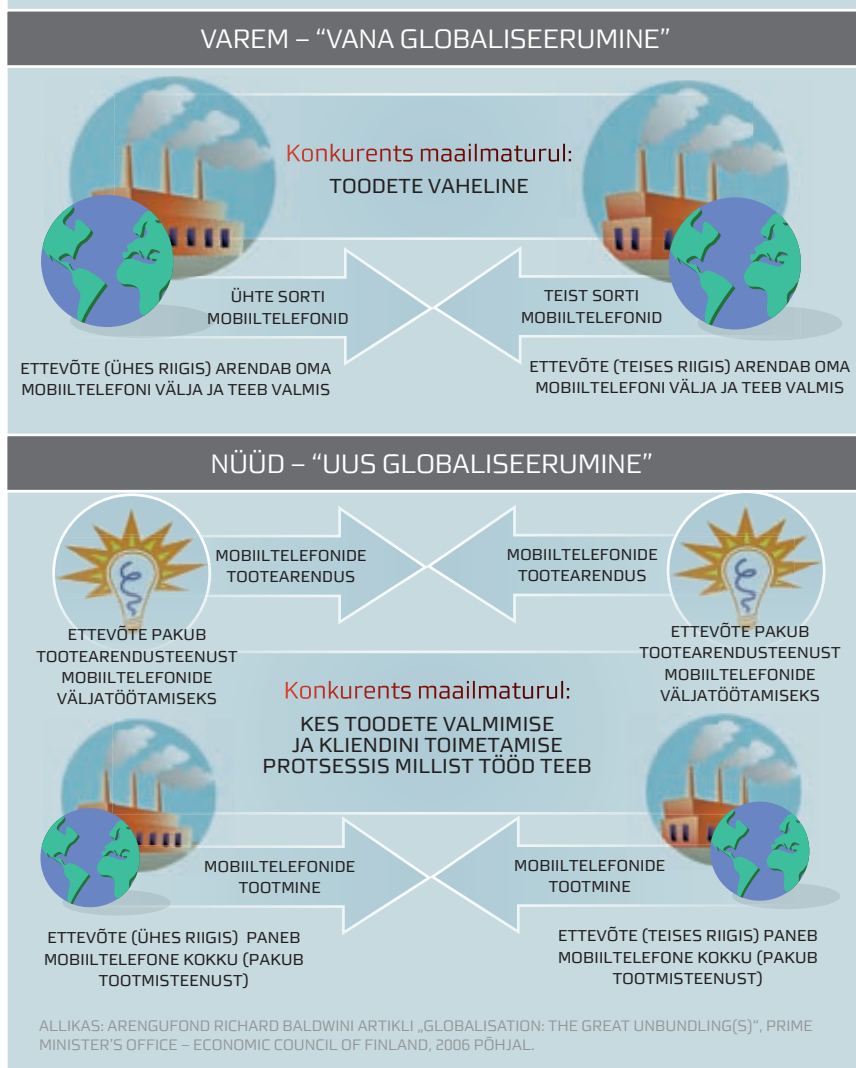 VAREM – “VANA GLOBALISEERUMINE”
Konkurents maailmaturul:
TOODETE VAHELINE
ÜHTE SORTI
MOBIILTELEFONID
TEIST SORTI
MOBIILTELEFONID
ETTEVÕTE (ÜHES RIIGIS) ARENDAB OMA
MOBIILTELEFONI VÄLJA JA TEEB VALMIS
ETTEVÕTE (TEISES RIIGIS) ARENDAB OMA
MOBIILTELEFONI VÄLJA JA TEEB VALMIS
NÜÜD – “UUS GLOBALISEERUMINE”
MOBIILTELEFONIDE
TOOTEARENDUS
MOBIILTELEFONIDE
TOOTEARENDUS
ETTEVÕTE PAKUB
TOOTEARENDUSTEENUST
MOBIILTELEFONIDE
VÄLJATÖÖTAMISEKS
ETTEVÕTE PAKUB
TOOTEARENDUSTEENUST
MOBIILTELEFONIDE
VÄLJATÖÖTAMISEKS
Konkurents maailmaturul:
KES TOODETE VALMIMISE
JA KLIENDINI TOIMETAMISE
PROTSESSIS MILLIST TÖÖD TEEB
MOBIILTELEFONIDE
TOOTMINE
MOBIILTELEFONIDE
TOOTMINE
ETTEVÕTE (ÜHES RIIGIS) PANEB
MOBIILTELEFONE KOKKU (PAKUB
TOOTMISTEENUST)
ETTEVÕTE (TEISES RIIGIS) PANEB
MOBIILTELEFONE KOKKU (PAKUB
TOOTMISTEENUST)
ALLIKAS: ARENGUFOND RICHARD BALDWINI ARTIKLI „GLOBALISATION: THE GREAT UNBUNDLING(S)“, PRIME
MINISTER’S OFFICE – ECONOMIC COUNCIL OF FINLAND, 2006 PÕHJAL.